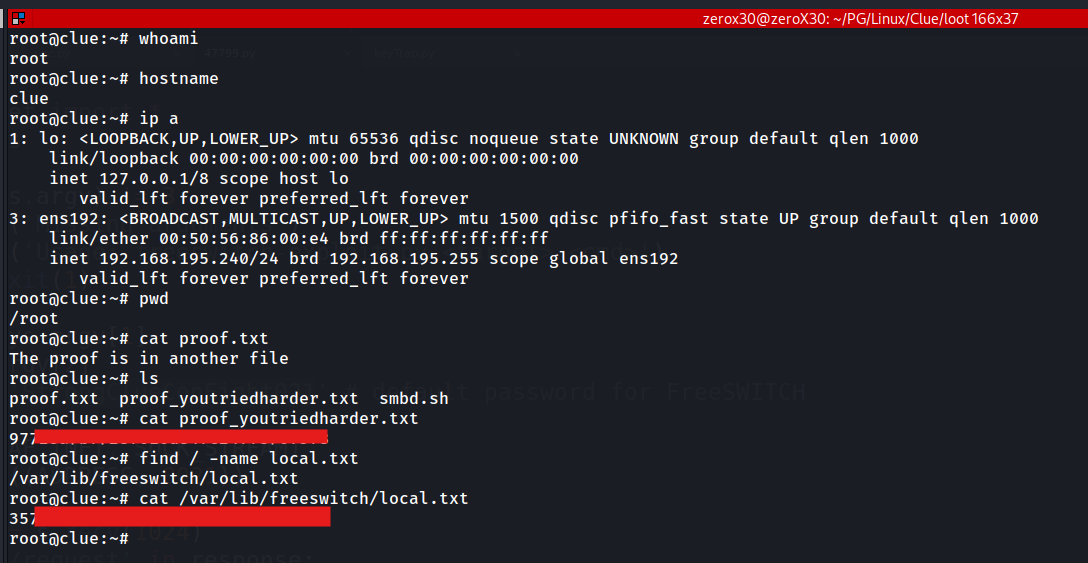 zerox30@zeroX30: ~/PG/Linux/Clue/loot 166x37
root@clue:~# whoami
root
root@clue:~# hostname
clue
root@clue:~# ip a
1: lo: <LOOPBACK,UP,LOWER_UP> mtu 65536 qdisc noqueue state UNKNOWN group default qlen 1000
    link/loopback 00:00:00:00:00:00 brd 00:00:00:00:00:00
    inet 127.0.0.1/8 scope host lo
       valid_lft forever preferred_lft forever
3: ens192: <BROADCAST,MULTICAST,UP,LOWER_UP> mtu 1500 qdisc pfifo_fast state UP group default qlen 1000
    link/ether 00:50:56:86:00:e4 brd ff:ff:ff:ff:ff:ff
    inet 192.168.195.240/24 brd 192.168.195.255 scope global ens192
       valid_lft forever preferred_lft forever
root@clue:~# pwd
/root
root@clue:~# cat proof.txt
The proof is in another file
root@clue:~# ls
proof.txt  proof_youtriedharder.txt  smbd.sh
default password for FreeSWITCH
root@clue:~# cat proof_youtriedharder.txt
977
root@clue:~# find / -name local.txt
/var/lib/freeswitch/local.txt
root@clue:~# cat /var/lib/freeswitch/local.txt
357
root@clue:~#